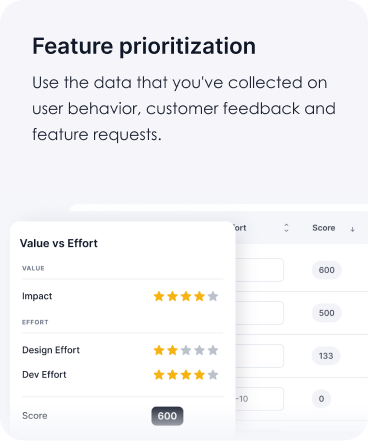 Feature prioritization
Use the data that you've collected on
user behavior, customer feedback and
feature requests.
Score
Value vs Effort
600
VALUE
Impact
500
EFFORT
Design Effort
133
Dev Effort
-10
0
Score
600